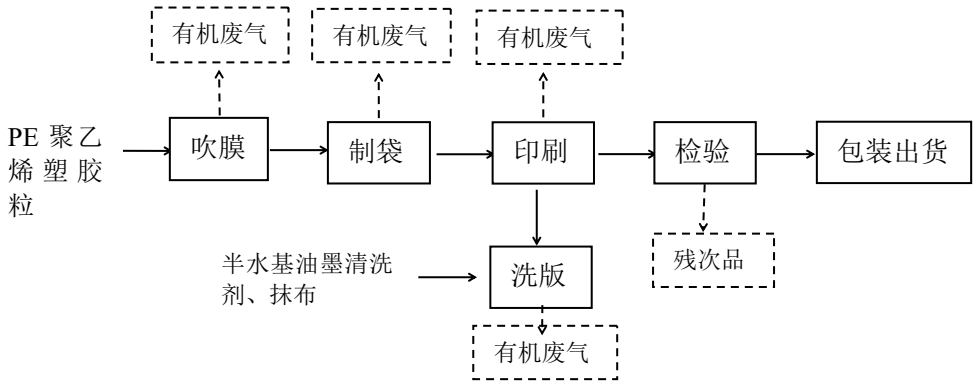 有机废气
有机废气
有机废气
PE 聚乙
烯塑胶
粒
吹膜
制袋
印刷
检验
包装出货
半水基油墨清洗
剂、抹布
洗版
残次品
有机废气